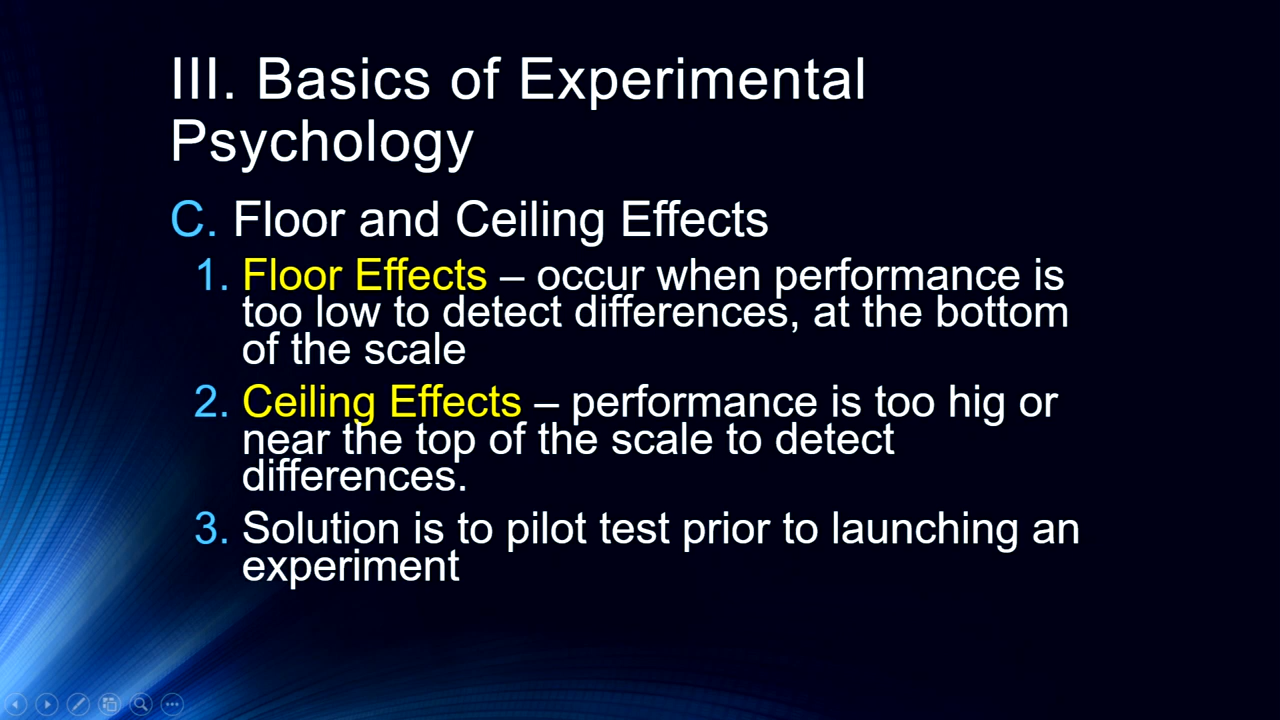 III. Basics of Experimental
Psychology
C. Floor and Ceiling Effects
1. Floor Effects – occur when performance is
too low to detect differences, at the bottom
of the scale
2. Ceiling Effects – performance is too hig or
near the top of the scale to detect
differences.
3. Solution is to pilot test prior to launching an
experiment